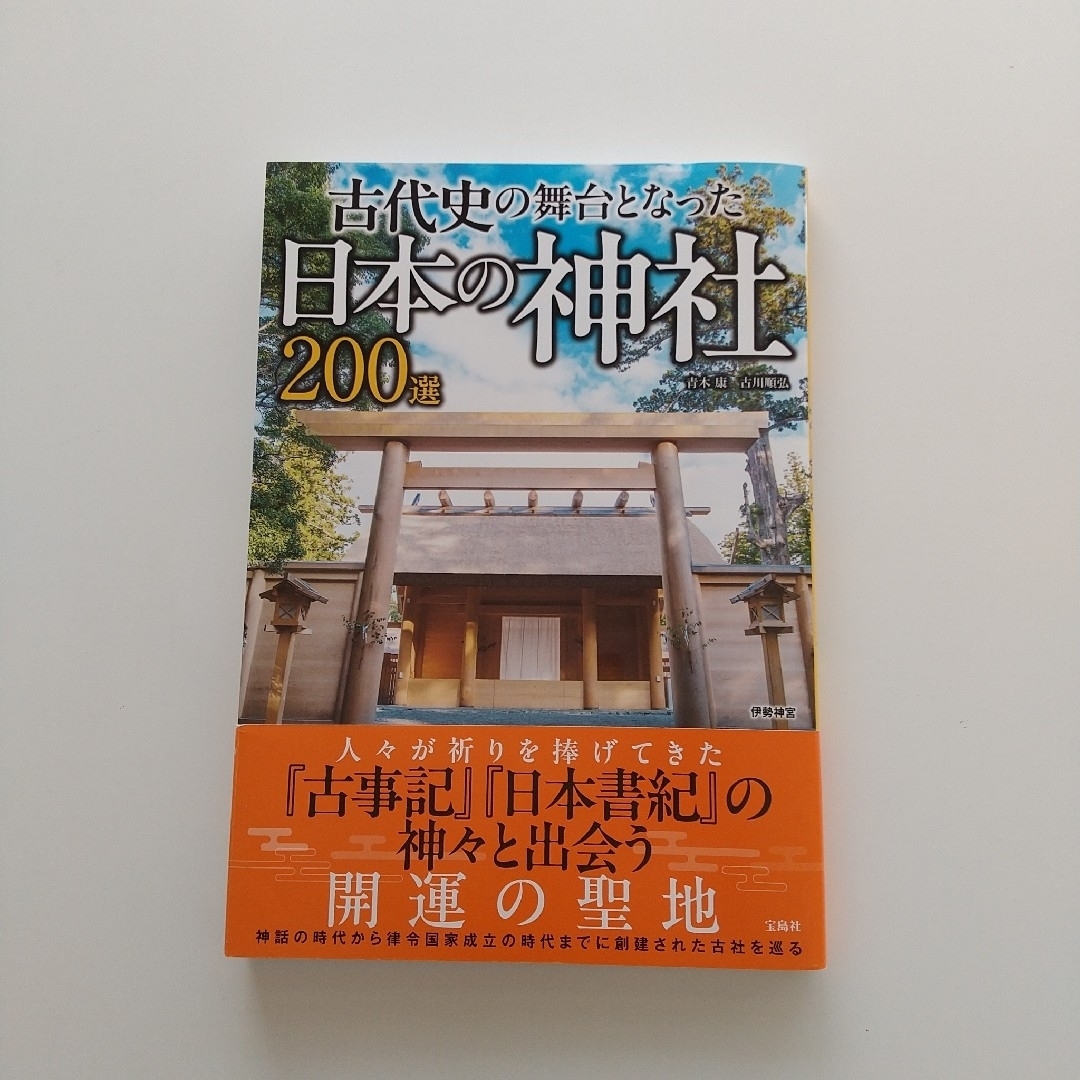 古代史の舞台となった
日本の神社
200選
青木 康 古川順弘
伊勢神宮
人々が祈りを捧げてきた
『古事記』『日本書紀』の
神々と出会う
開運の聖地
宝島社
神話の時代から律令国家成立の時代までに創建された古社を巡る